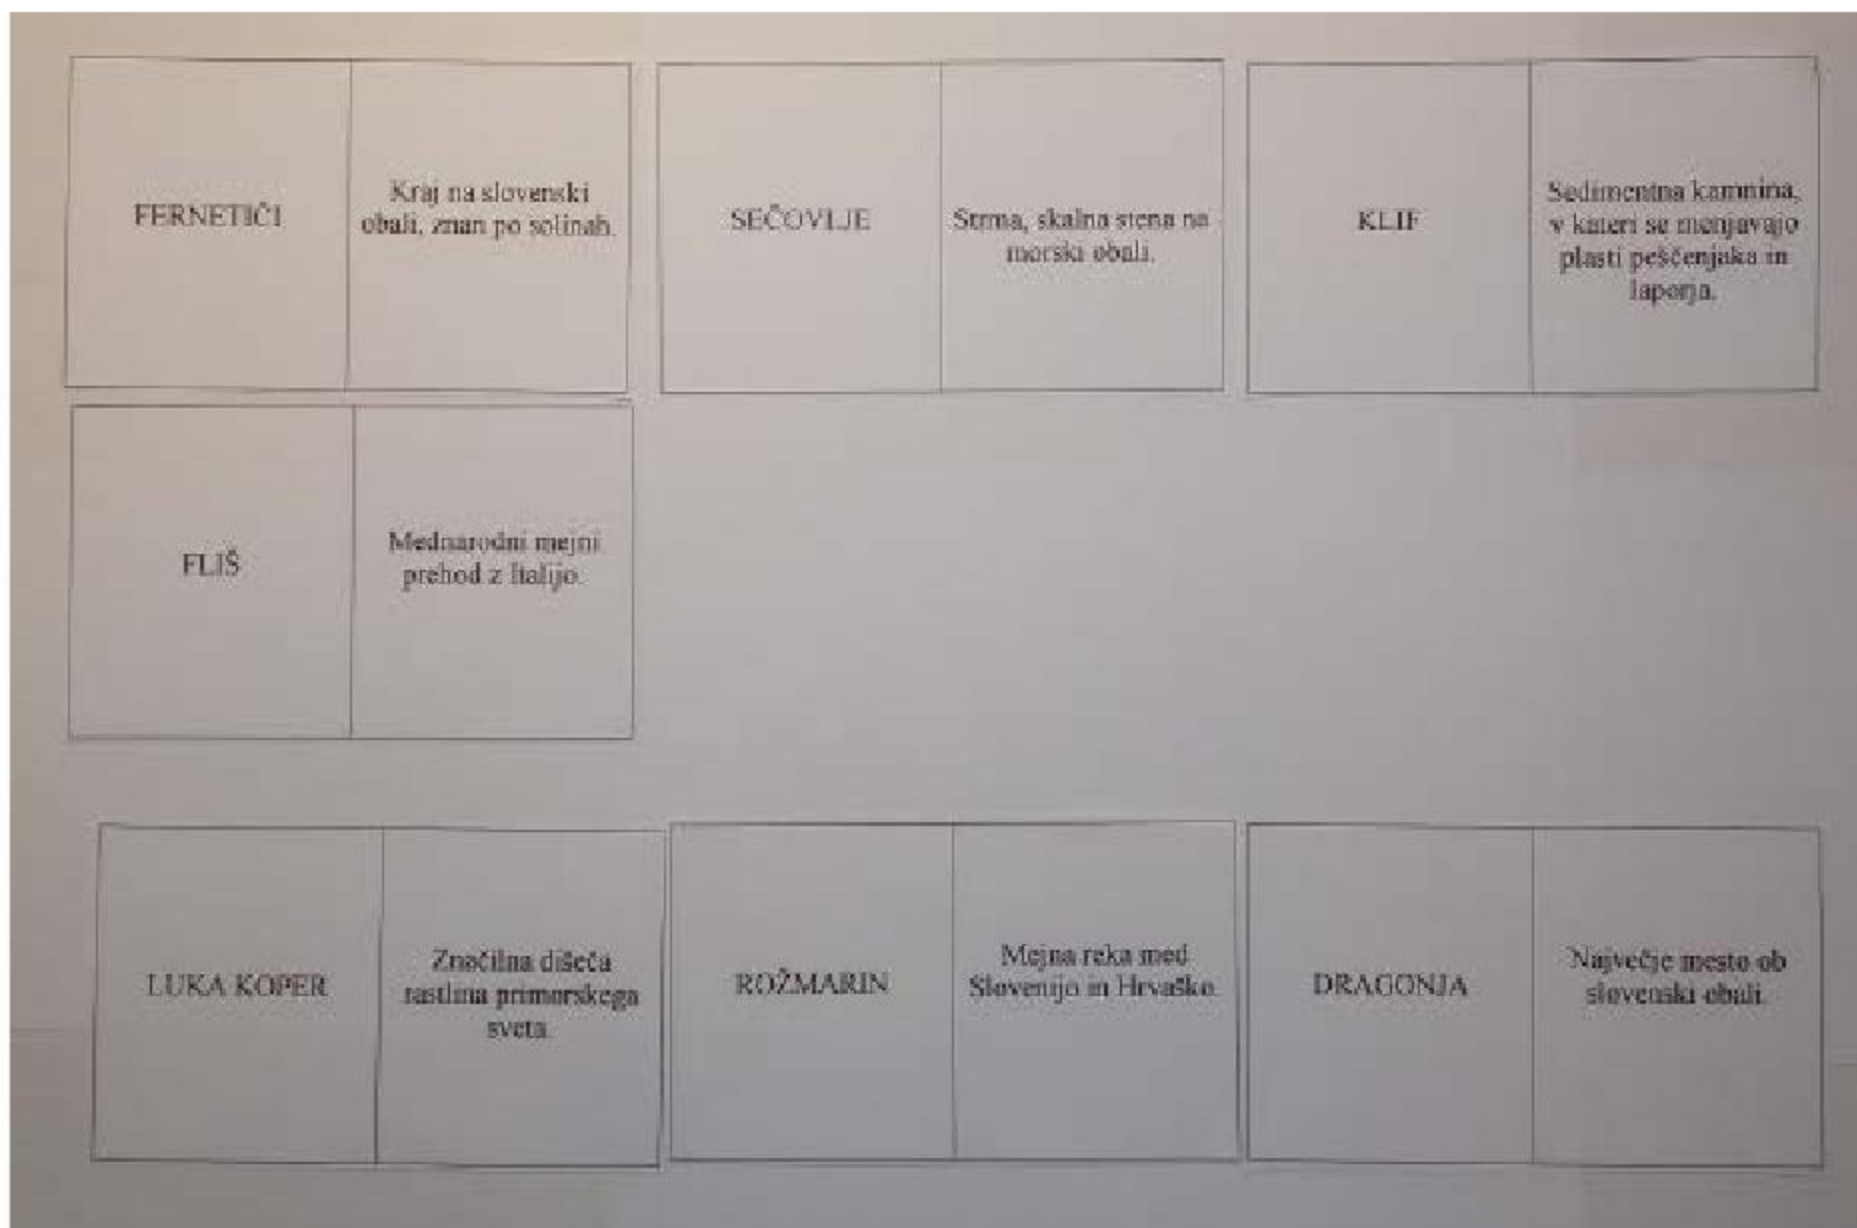 FERNETIČI
Kraj na slovenski
obali, znan po solinah.
SEČOVLJE
Strma, skalna stena na
morski obali.
KLIF
Sedimentna kamnina,
v kateri se menjavajo
plasti peščenjaka in
laporja.
FLIŠ
Mednarodni mejni
prehod z Italijo.
LUKA KOPER
Značilna dišeča
rastlina primorskega
sveta.
ROŽMARIN
Mejna reka med
Slovenijo in Hrvaško.
DRAGONJA
Največje mesto ob
slovenski obali.